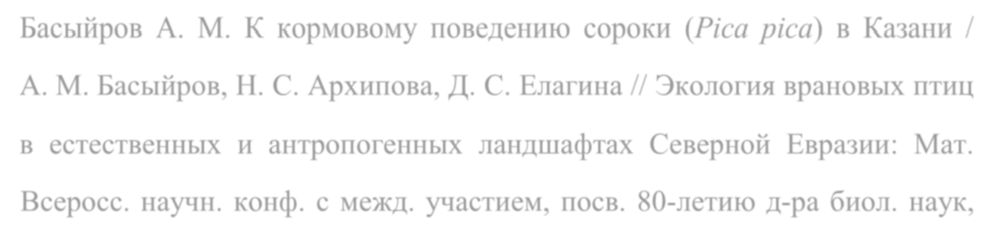 Басыйров А. М. К кормовому поведению сороки (Pica pica) в Казани /
А. М. Басыйров, Н. С. Архипова, Д. С. Елагина // Экология врановых птиц
в естественных и антропогенных ландшафтах Северной Евразии: Мат.
Всеросс. научн. конф. с межд. участием, посв. 80-летию д-ра биол. наук,